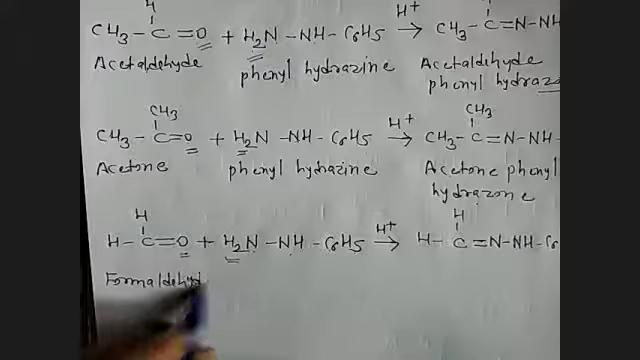 H
CH3 - C = O + H2N - NH - C6H5 H+ → CH3 - C = N - NH
Acetaldehyde phenyl hydrazine Acetaldehyde
phenyl
CH3 CH3
CH3 - C = O + H2N - NH - C6H5 H+ → CH3 - C = N - NH -
Acetone phenyl hydrazine Acetone phenyl
hydrazone
H H
H - C = O + H2N - NH - C6H5 H+ → H - C = N - NH - C6
Formaldehyd